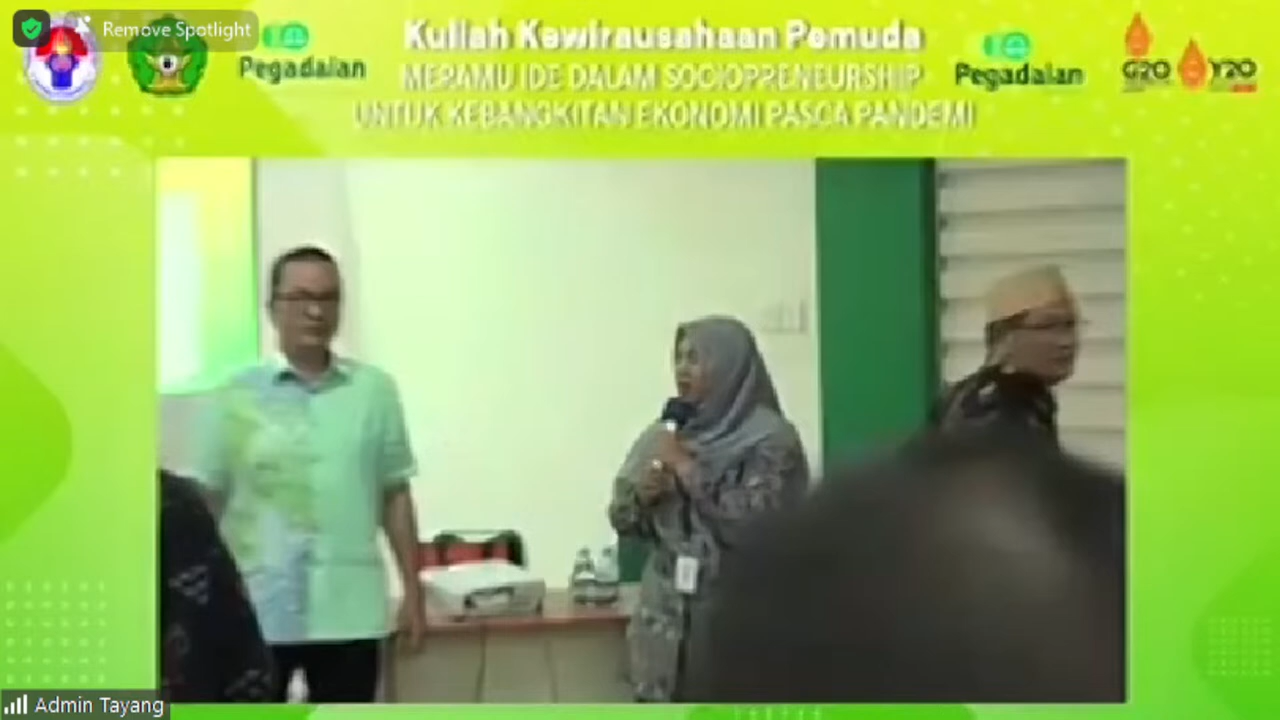 Remove Spotlight
Pegadaian
Kuliah Kewirausahaan Pemuda
MERAMU IDE DALAM SOCIOPPRENEURSHIP
UNTUK KEBANGKITAN EKONOMI PASCA PANDEMI
Pegadaian
G20
Y20
Admin Tayang